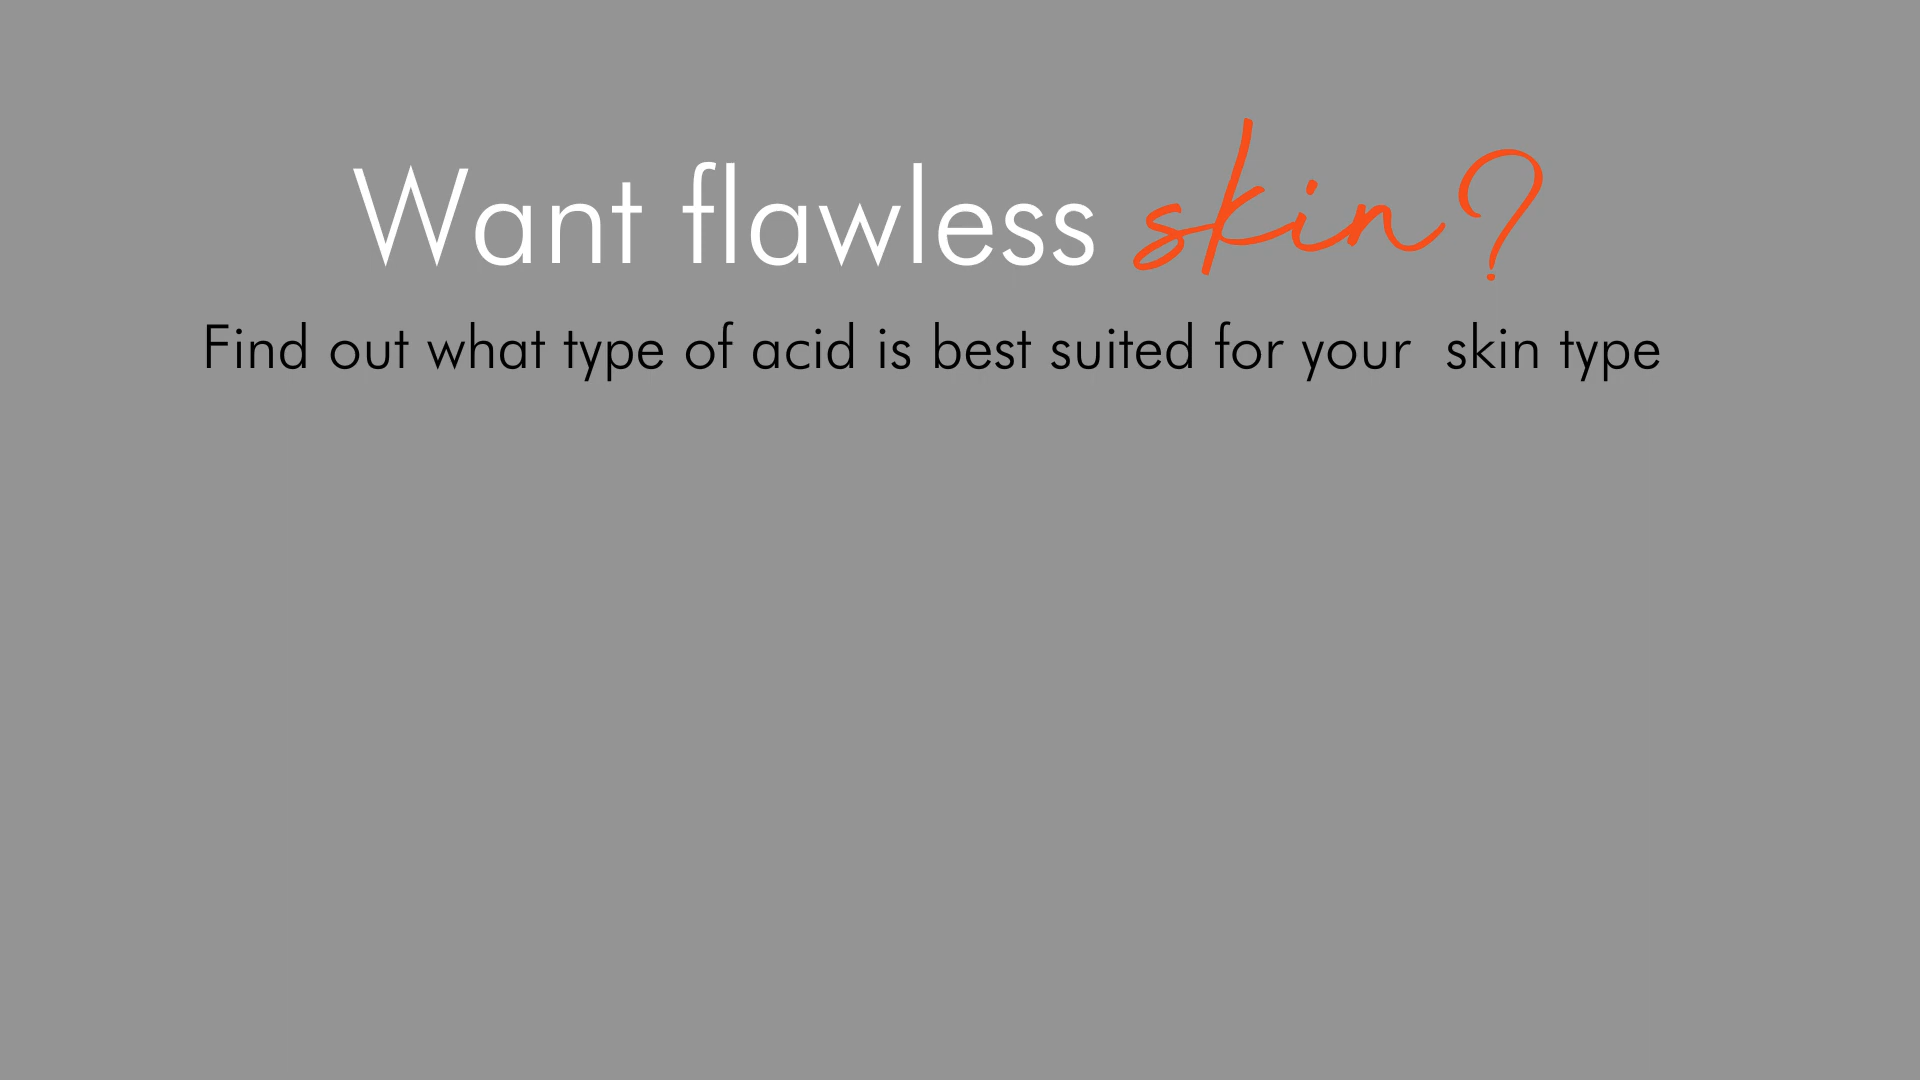 Want flawless skin?
Find out what type of acid is best suited for your  skin type